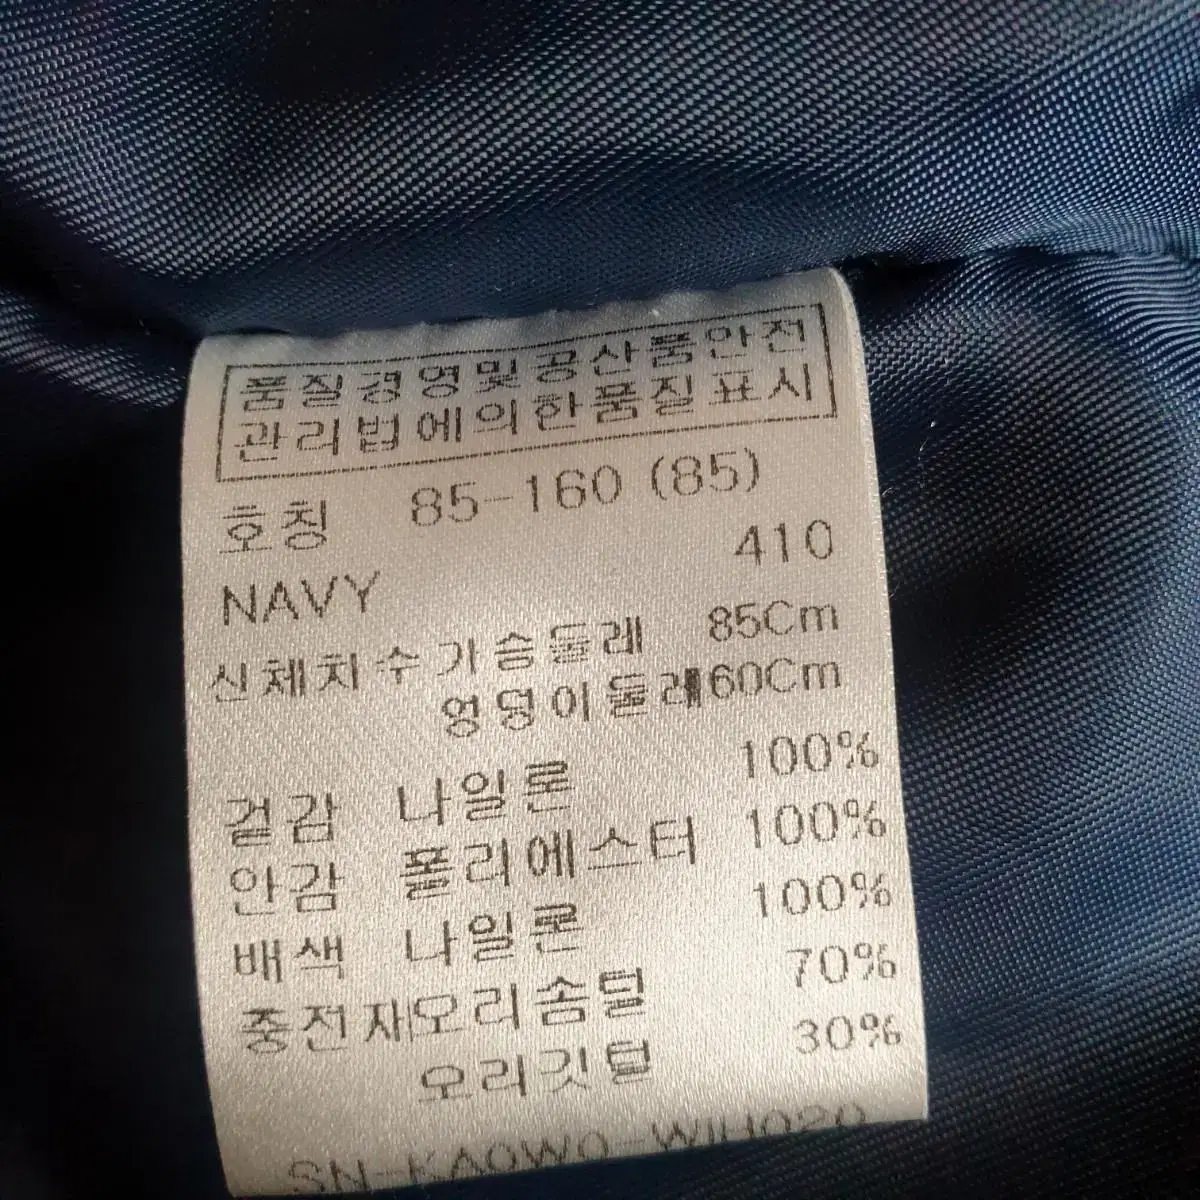 품질경영및공산품안전
관리법에의한품질표시
호칭 85-160 (85)
NAVY 410
신체치수가슴둘레 85Cm
엉덩이둘레60Cm
겉감 나일론 100%
안감 폴리에스터 100%
배색 나일론 100%
충전재오리솜털 70%
오리깃털 30%
SN-KA0W0-WIH020